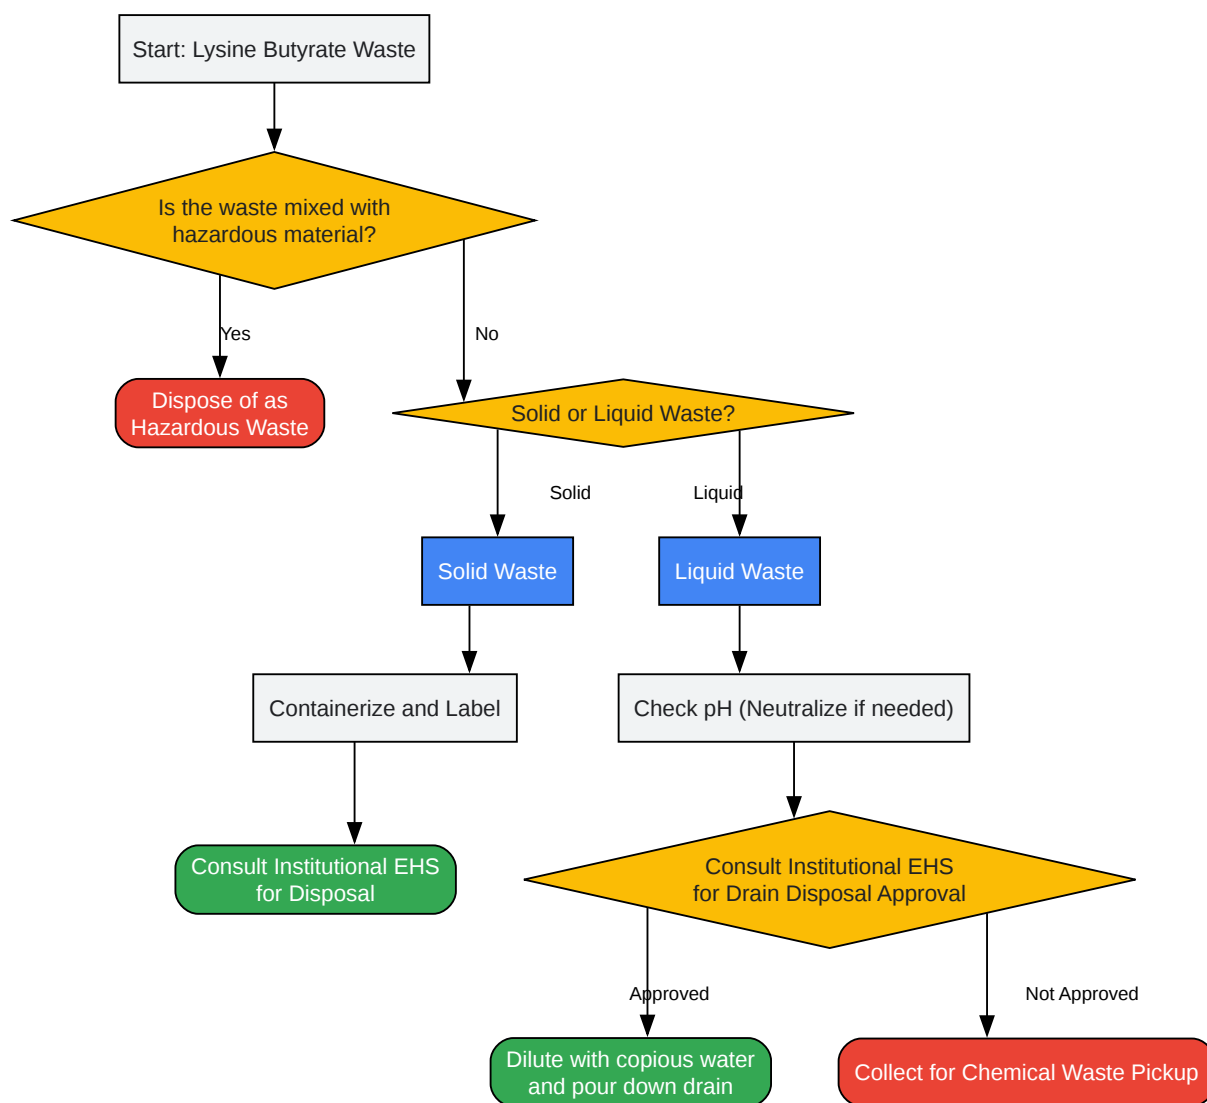 Start: Lysine Butyrate Waste
Is the waste mixed with
hazardous material?
Yes
No
Dispose of as
Hazardous Waste
Solid or Liquid Waste?
Solid
Liquid
Solid Waste
Liquid Waste
Containerize and Label
Check pH (Neutralize if needed)
Consult Institutional EHS
for Disposal
Consult Institutional EHS
for Drain Disposal Approval
Approved
Not Approved
Dilute with copious water
and pour down drain
Collect for Chemical Waste Pickup